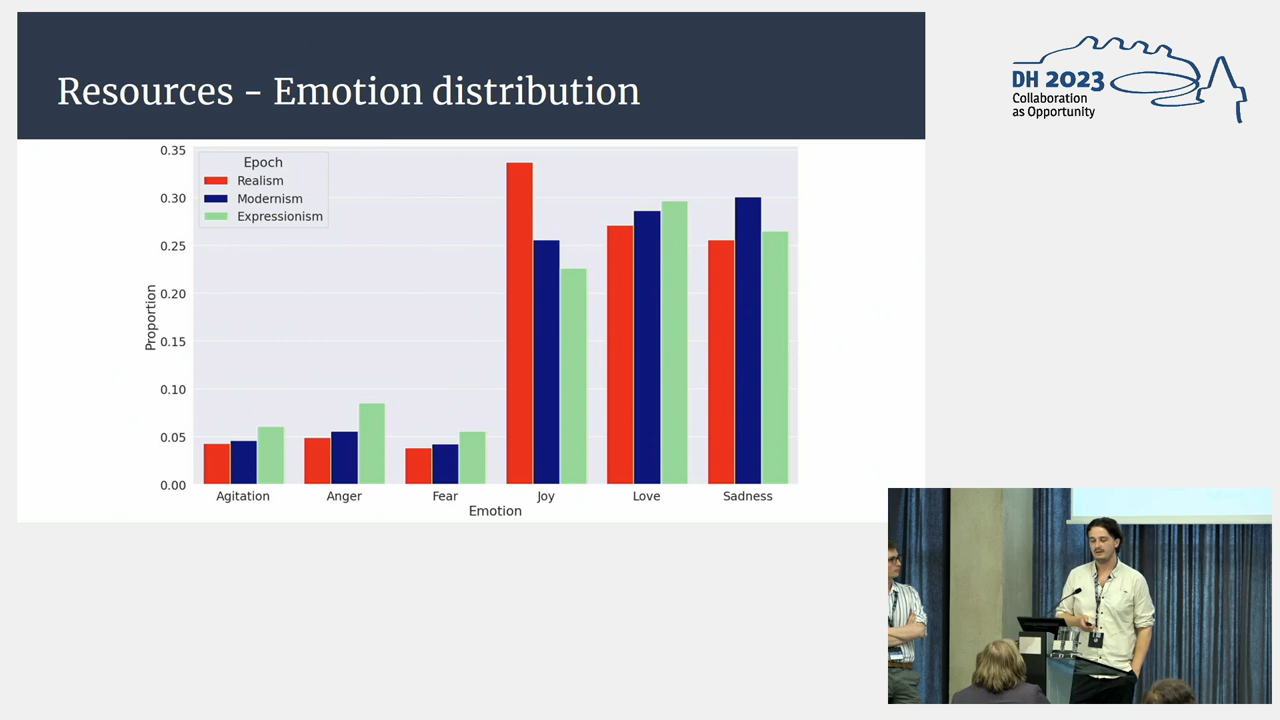 Resources - Emotion distribution
DH 2023
Collaboration
as Opportunity
Epoch
Realism
Modernism
Expressionism
0.35
0.30
0.25
0.20
0.15
0.10
0.05
0.00
Proportion
Agitation Anger Fear Joy Love Sadness
Emotion